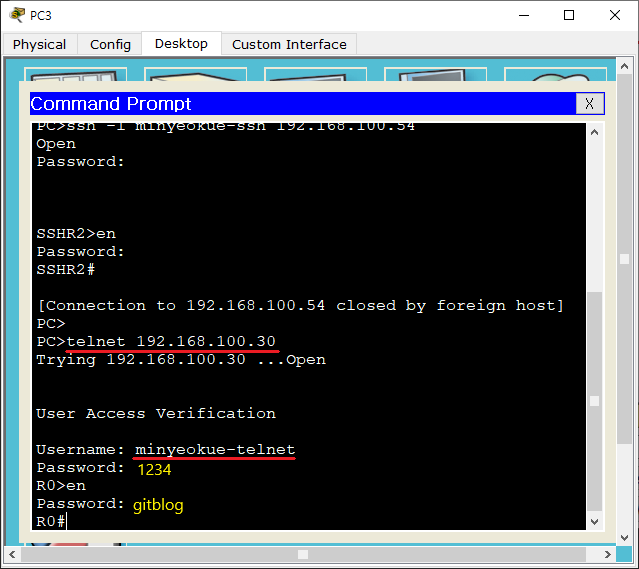 PC3
Physical Config Desktop Custom Interface
Command Prompt X
PC>ssh -l minyeokue-ssh 192.168.100.54
Open
Password:
SSHR2>en
Password:
SSHR2#
[Connection to 192.168.100.54 closed by foreign host]
PC>
PC>telnet 192.168.100.30
Trying 192.168.100.30 ...Open
User Access Verification
Username: minyeokue-telnet
Password: 1234
R0>en
Password: gitblog
R0#